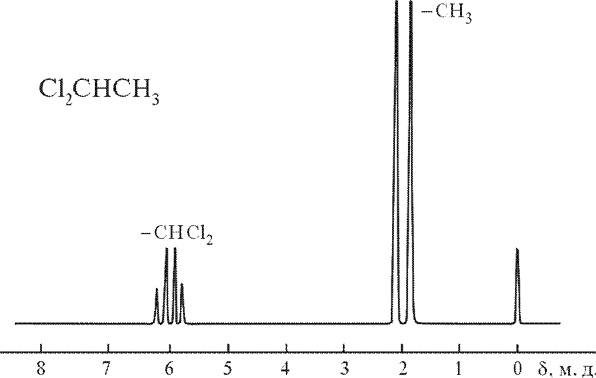 –CH₃
Cl₂CHCH₃
–CHCl₂
8 7 6 5 4 3 2 1 0 δ, м. д.